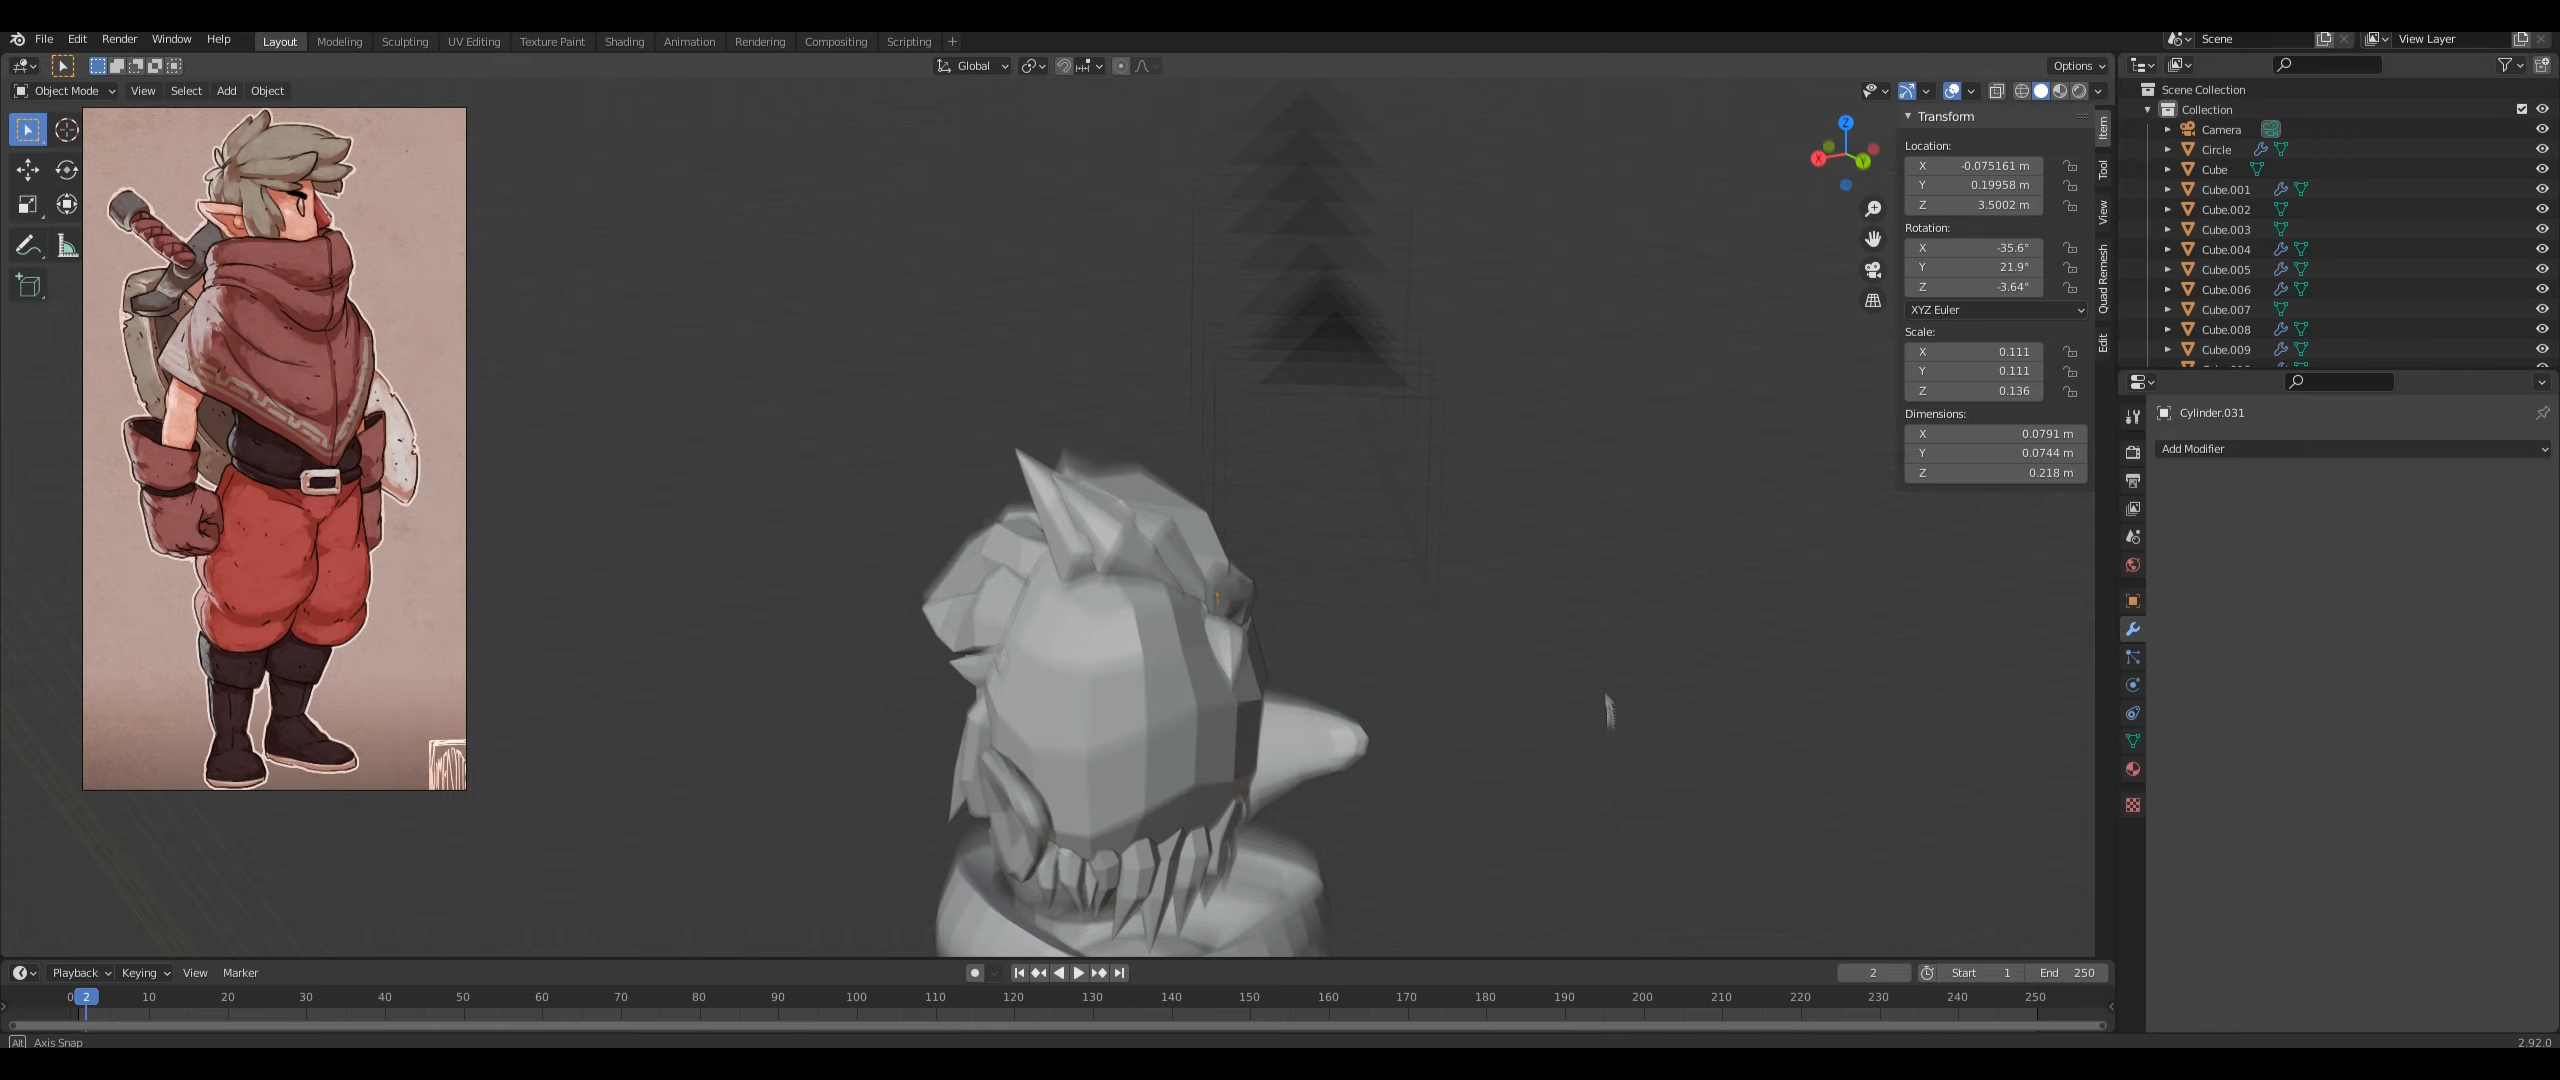 File Edit Render Window Help Layout Modeling Sculpting UV Editing Texture Paint Shading Animation Rendering Compositing Scripting + Scene View Layer
Global Options
Object Mode View Select Add Object
Scene Collection
Collection
Camera
Circle
Cube
Cube.001
Cube.002
Cube.003
Cube.004
Cube.005
Cube.006
Cube.007
Cube.008
Cube.009
Z
X
Y
Transform
Location:
X -0.075161 m
Y 0.19958 m
Z 3.5002 m
Rotation:
X -35.6°
Y 21.9°
Z -3.64°
XYZ Euler
Scale:
X 0.111
Y 0.111
Z 0.136
Dimensions:
X 0.0791 m
Y 0.0744 m
Z 0.218 m
Item
Tool
View
Quad Remesh
Edit
Cylinder.031
Add Modifier
Playback Keying View Marker 2 Start 1 End 250
0 2 10 20 30 40 50 60 70 80 90 100 110 120 130 140 150 160 170 180 190 200 210 220 230 240 250
Alt Axis Snap 2.92.0